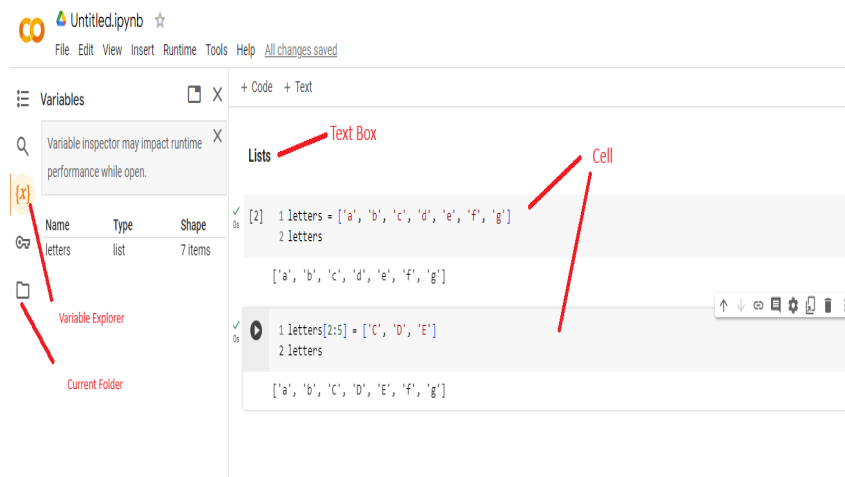 Untitled.ipynb
File Edit View Insert Runtime Tools Help All changes saved
Variables
+ Code + Text
Variable inspector may impact runtime
performance while open.
Text Box
Lists
Cell
{x}
Name Type Shape
letters list 7 items
[2] 1 letters = ['a', 'b', 'c', 'd', 'e', 'f', 'g']
0s
2 letters
['a', 'b', 'c', 'd', 'e', 'f', 'g']
Variable Explorer
1 letters[2:5] = ['C', 'D', 'E']
0s
2 letters
Current Folder
['a', 'b', 'C', 'D', 'E', 'f', 'g']